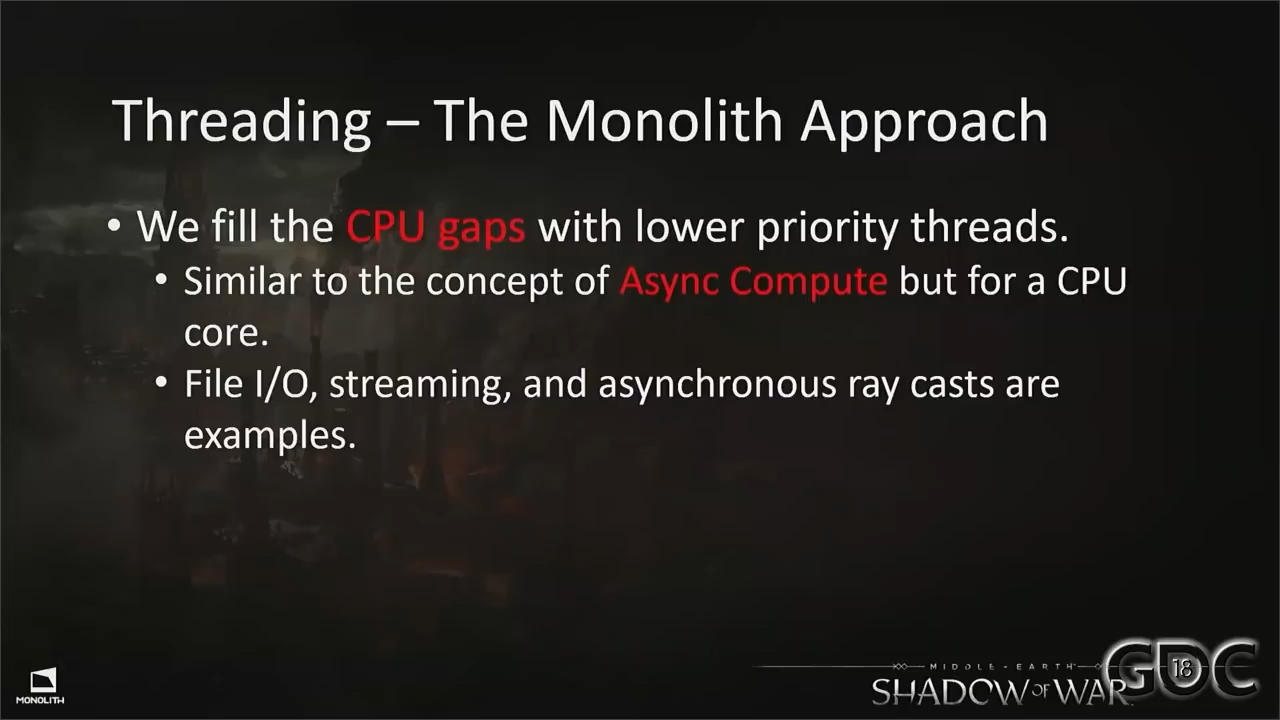 Threading – The Monolith Approach
• We fill the CPU gaps with lower priority threads.
• Similar to the concept of Async Compute but for a CPU
core.
• File I/O, streaming, and asynchronous ray casts are
examples.
MONOLITH
MIDDLE-EARTH
SHADOW OF WAR
GDC
18